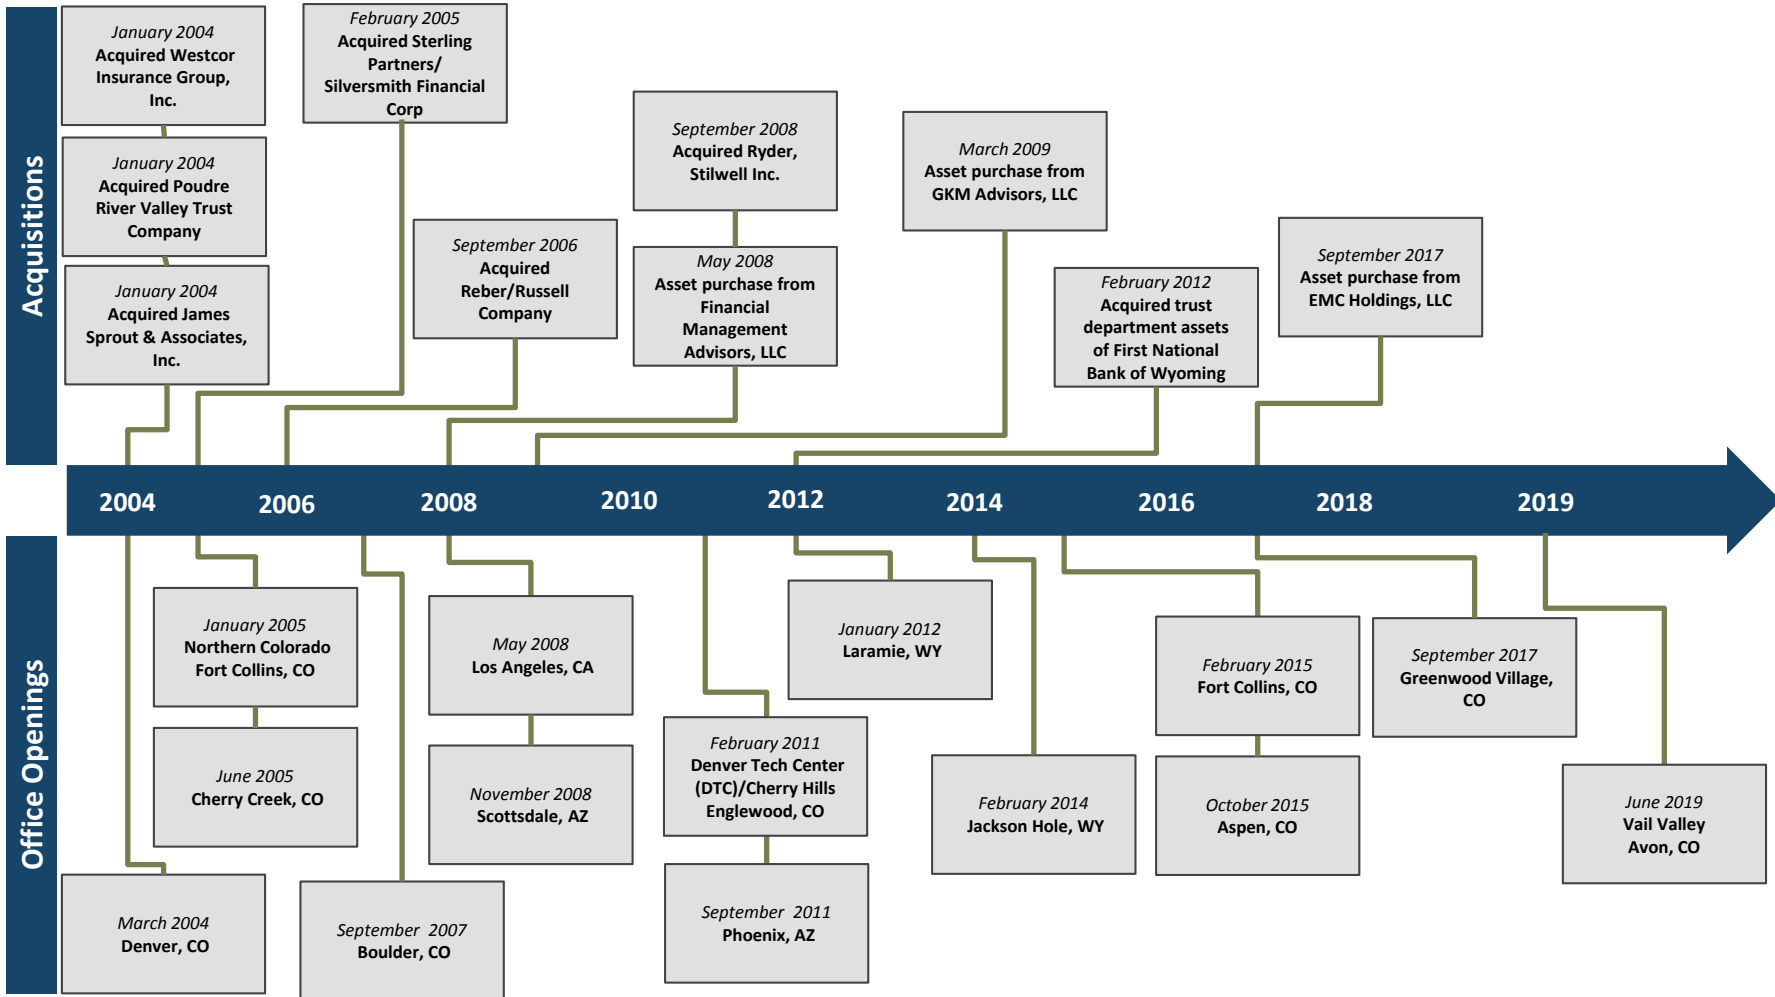 Acquisitions
January 2004
Acquired Westcor
Insurance Group,
Inc.
January 2004
Acquired Poudre
River Valley Trust
Company
January 2004
Acquired James
Sprout & Associates,
Inc.
February 2005
Acquired Sterling
Partners/
Silversmith Financial
Corp
September 2006
Acquired
Reber/Russell
Company
September 2008
Acquired Ryder,
Stilwell Inc.
May 2008
Asset purchase from
Financial
Management
Advisors, LLC
March 2009
Asset purchase from
GKM Advisors, LLC
February 2012
Acquired trust
department assets
of First National
Bank of Wyoming
September 2017
Asset purchase from
EMC Holdings, LLC
2004 2006 2008 2010 2012 2014 2016 2018 2019
Office Openings
March 2004
Denver, CO
January 2005
Northern Colorado
Fort Collins, CO
June 2005
Cherry Creek, CO
September 2007
Boulder, CO
May 2008
Los Angeles, CA
November 2008
Scottsdale, AZ
February 2011
Denver Tech Center
(DTC)/Cherry Hills
Englewood, CO
September 2011
Phoenix, AZ
January 2012
Laramie, WY
February 2014
Jackson Hole, WY
February 2015
Fort Collins, CO
October 2015
Aspen, CO
September 2017
Greenwood Village,
CO
June 2019
Vail Valley
Avon, CO